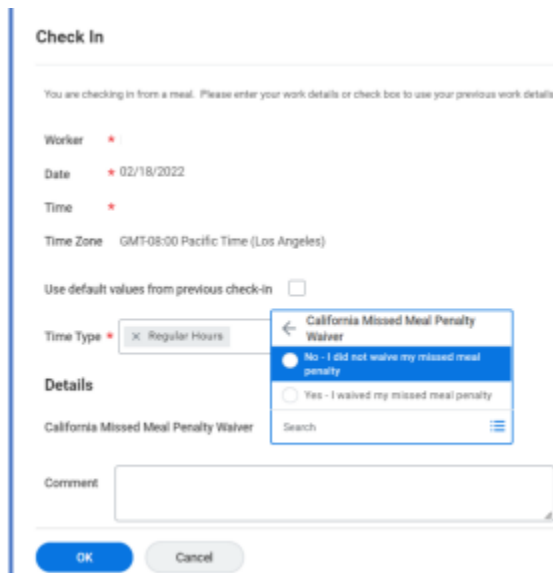 Check In
You are checking in from a meal. Please enter your work details or check box to use your previous work details
Worker *
Date * 02/18/2022
Time *
Time Zone GMT-08:00 Pacific Time (Los Angeles)
Use default values from previous check-in
Time Type * × Regular Hours
California Missed Meal Penalty
Waiver
No - I did not waive my missed meal
penalty
Yes - I waived my missed meal penalty
Search
Details
California Missed Meal Penalty Waiver
Comment
OK Cancel